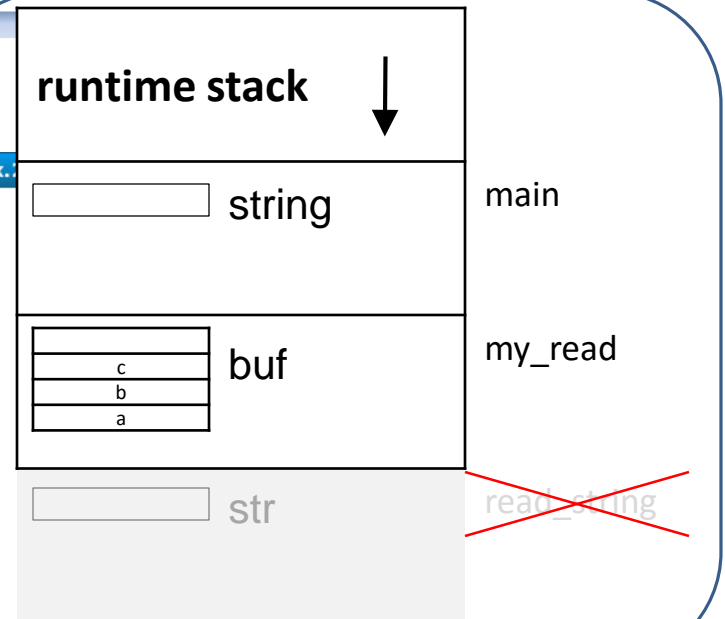 runtime stack
string
main
c
b
a
buf
my_read
str
read_string